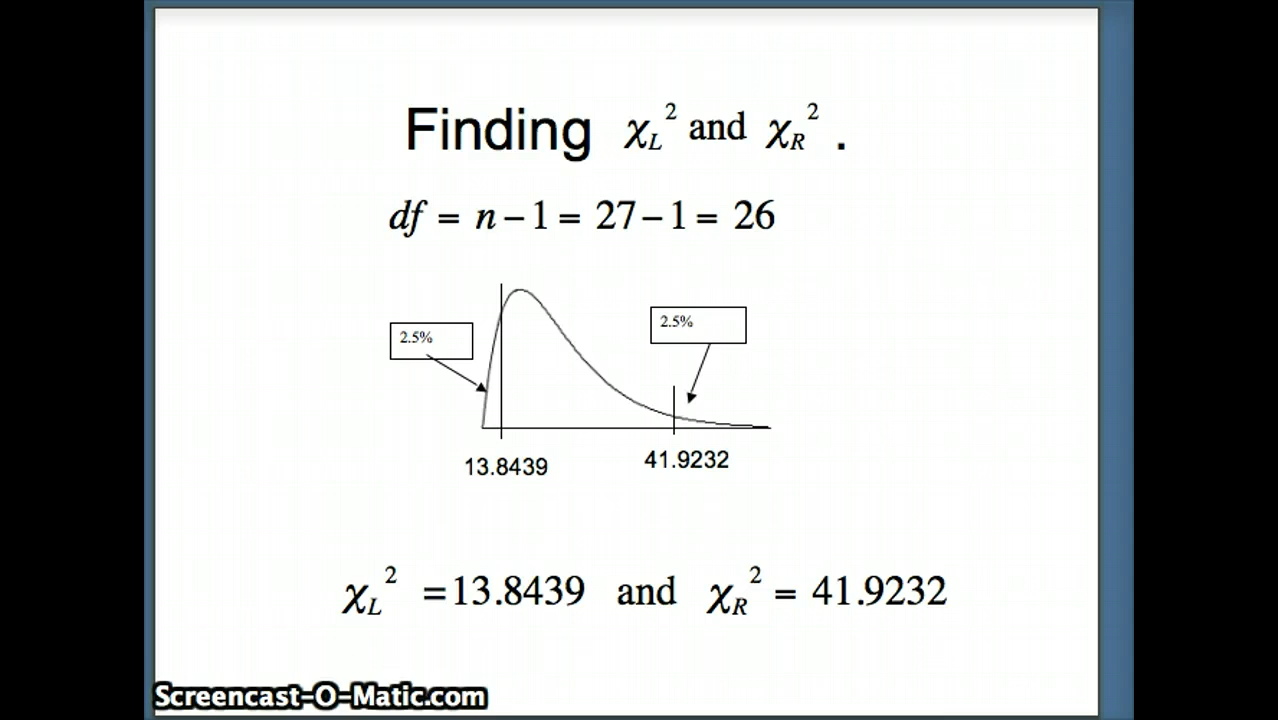 Finding χ_L² and χ_R² .
df = n − 1 = 27 − 1 = 26
2.5%
2.5%
13.8439
41.9232
χ_L² = 13.8439 and χ_R² = 41.9232
Screencast-O-Matic.com